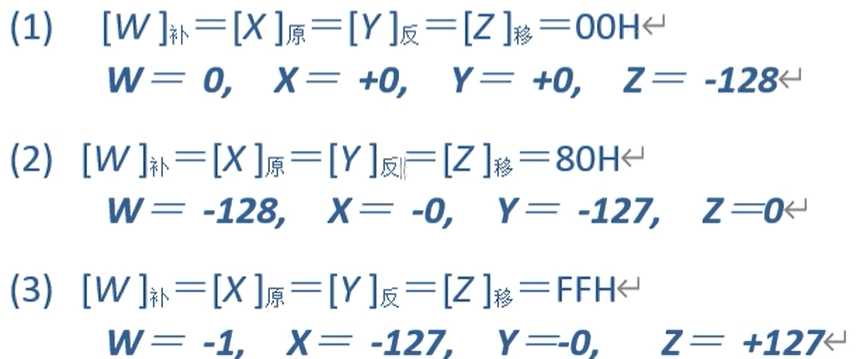 (1) [W]补=[X]原=[Y]反=[Z]移=00H↵
W= 0, X= +0, Y= +0, Z= -128↵
(2) [W]补=[X]原=[Y]反=[Z]移=80H↵
W= -128, X= -0, Y= -127, Z=0↵
(3) [W]补=[X]原=[Y]反=[Z]移=FFH↵
W= -1, X= -127, Y=-0, Z= +127↵